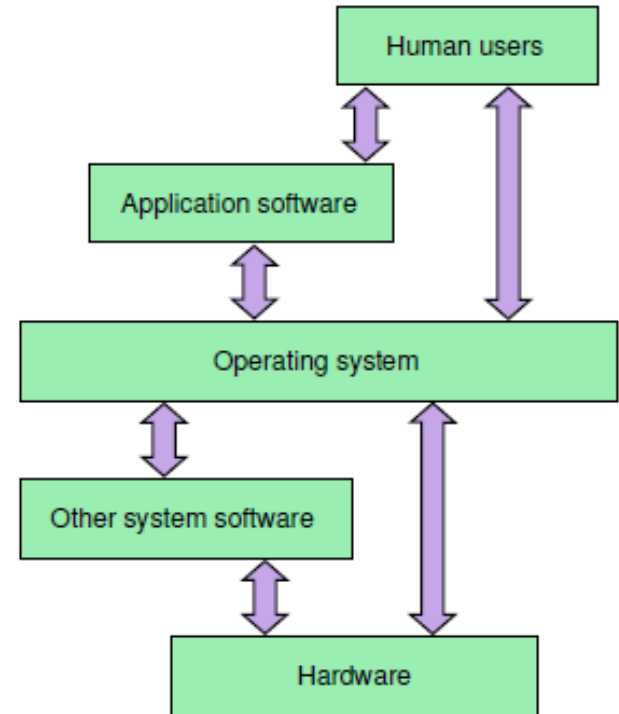 Human users
Application software
Operating system
Other system software
Hardware